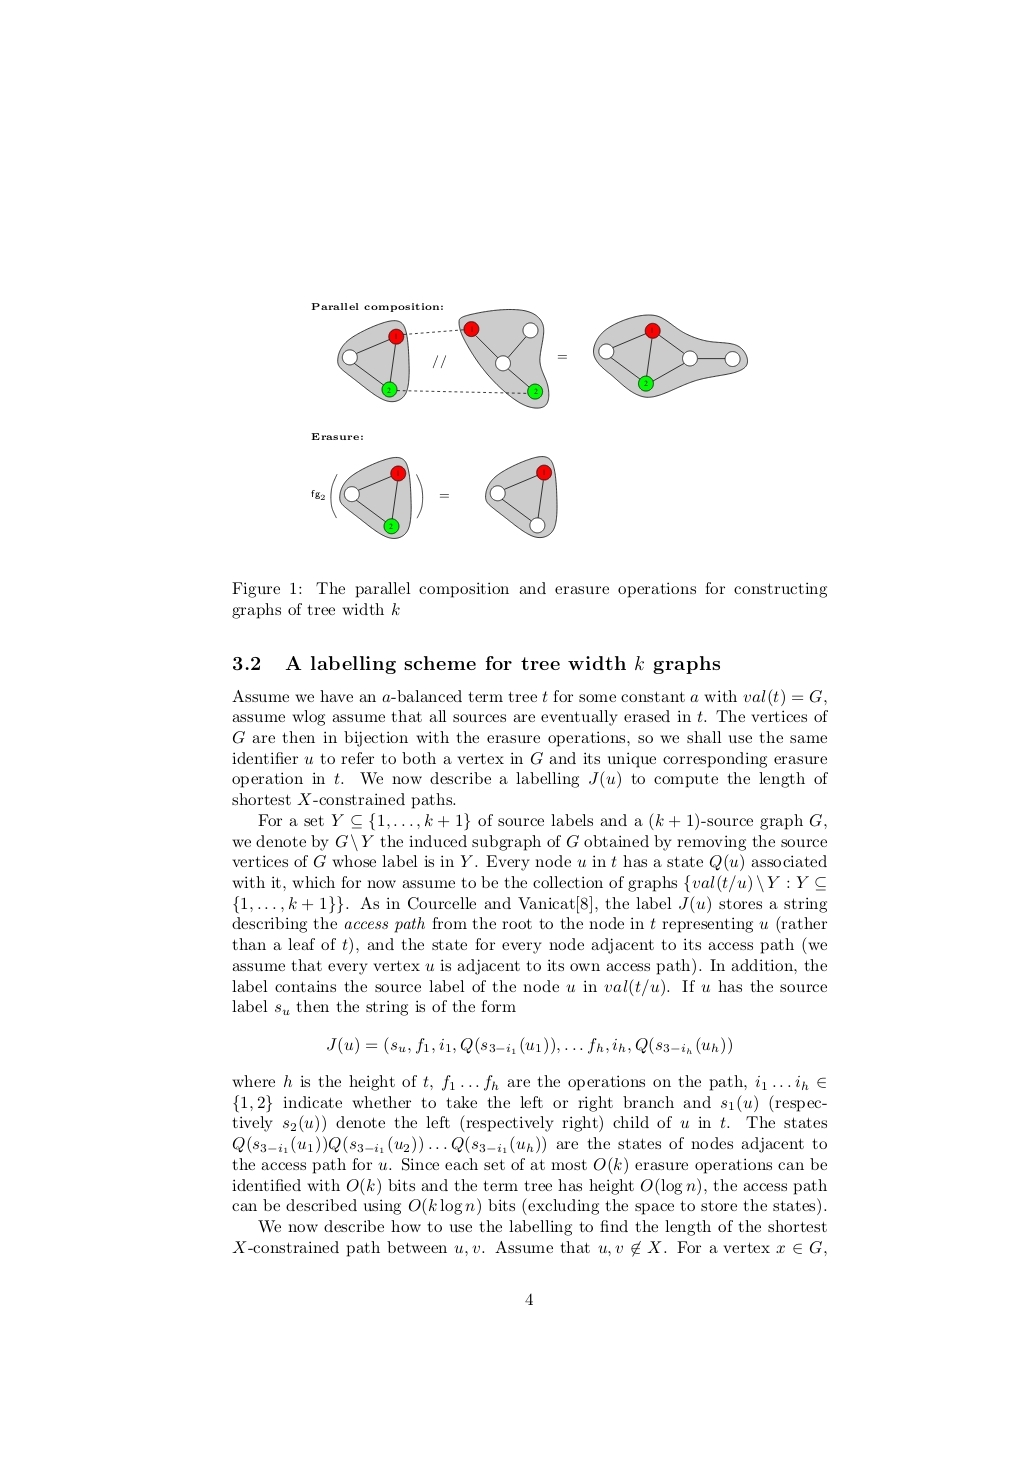 Parallel composition:
//
=
2
2
2
Erasure:
fg₂
=
2
Figure 1: The parallel composition and erasure operations for constructing
graphs of tree width k
3.2 A labelling scheme for tree width k graphs
Assume we have an a-balanced term tree t for some constant a with val(t) = G,
assume wlog assume that all sources are eventually erased in t. The vertices of
G are then in bijection with the erasure operations, so we shall use the same
identifier u to refer to both a vertex in G and its unique corresponding erasure
operation in t. We now describe a labelling J(u) to compute the length of
shortest X-constrained paths.
For a set Y ⊆ {1, . . . , k + 1} of source labels and a (k + 1)-source graph G,
we denote by G \ Y the induced subgraph of G obtained by removing the source
vertices of G whose label is in Y. Every node u in t has a state Q(u) associated
with it, which for now assume to be the collection of graphs {val(t/u) \ Y : Y ⊆
{1, . . . , k + 1}}. As in Courcelle and Vanicat[8], the label J(u) stores a string
describing the access path from the root to the node in t representing u (rather
than a leaf of t), and the state for every node adjacent to its access path (we
assume that every vertex u is adjacent to its own access path). In addition, the
label contains the source label of the node u in val(t/u). If u has the source
label sᵤ then the string is of the form
J(u) = (s_u, f_1, i_1, Q(s_{3−i_1}(u_1)), . . . f_h, i_h, Q(s_{3−i_h}(u_h))
where h is the height of t, f_1 . . . f_h are the operations on the path, i_1 . . . i_h ∈
{1, 2} indicate whether to take the left or right branch and s_1(u) (respec-
tively s_2(u)) denote the left (respectively right) child of u in t. The states
Q(s_{3−i_1}(u_1))Q(s_{3−i_1}(u_2)) . . . Q(s_{3−i_1}(u_h)) are the states of nodes adjacent to
the access path for u. Since each set of at most O(k) erasure operations can be
identified with O(k) bits and the term tree has height O(log n), the access path
can be described using O(k log n) bits (excluding the space to store the states).
We now describe how to use the labelling to find the length of the shortest
X-constrained path between u, v. Assume that u, v ∉ X. For a vertex x ∈ G,
4